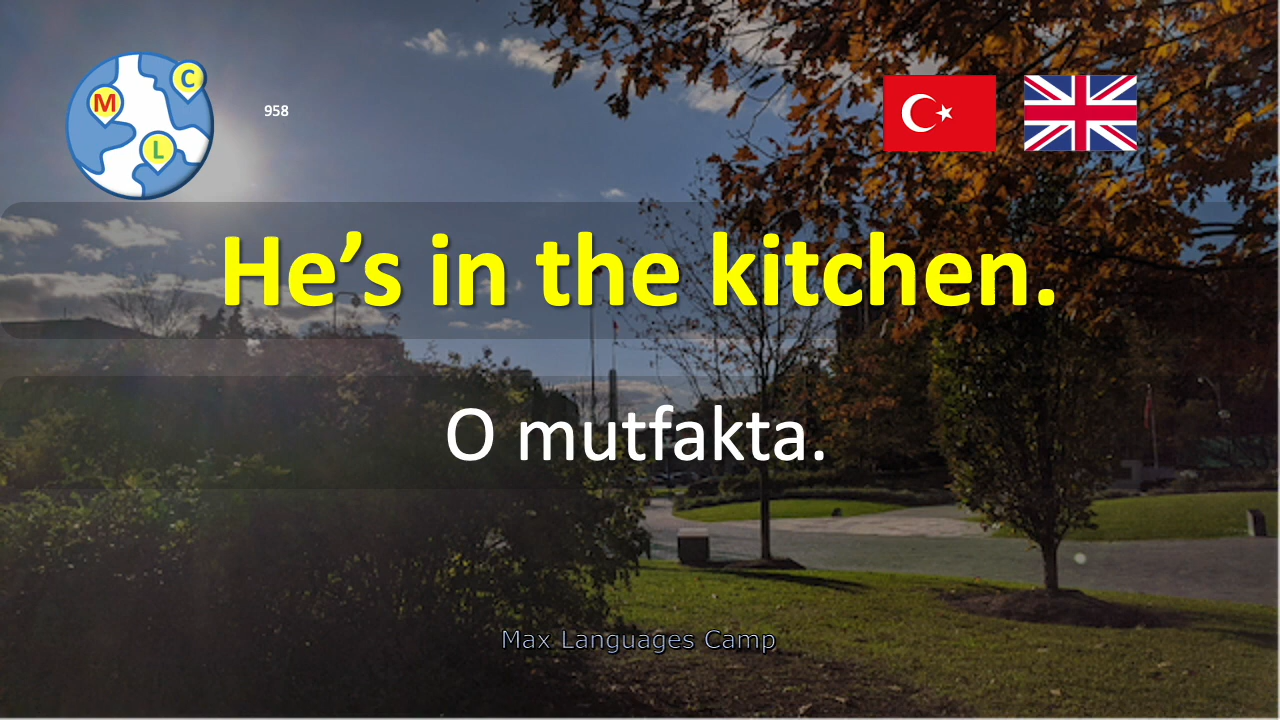 C
M
L
958
He’s in the kitchen.
O mutfakta.
Max Languages Camp